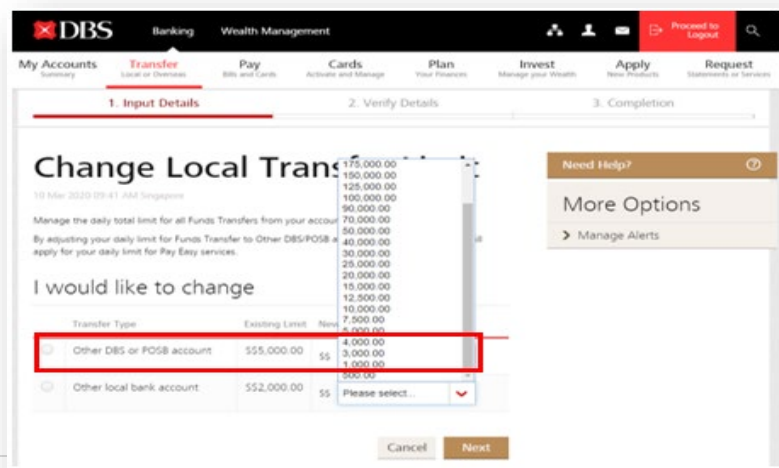 DBS Banking Wealth Management Proceed to Logout
My Accounts Transfer Pay Cards Plan Invest Apply Request
Summary Local or Overseas Bills and Cards Activate and Manage Your Finances Manage your Wealth New Products Statements or Services
1. Input Details 2. Verify Details 3. Completion
Change Local Transfer Limit
10 Mar 2020 09:41 AM Singapore
Manage the daily total limit for all Funds Transfers from your
By adjusting your daily limit for Funds Transfer to Other DBS/POSB
apply for your daily limit for Pay Easy services.
I would like to change
Transfer Type Existing Limit New
175,000.00
150,000.00
125,000.00
100,000.00
90,000.00
70,000.00
50,000.00
40,000.00
30,000.00
25,000.00
20,000.00
15,000.00
12,500.00
10,000.00
7,500.00
5,000.00
4,000.00
3,000.00
1,000.00
500.00
Other DBS or POSB account S$5,000.00 S$
Other local bank account S$2,000.00 S$ Please select...
Cancel Next
Need Help?
More Options
Manage Alerts